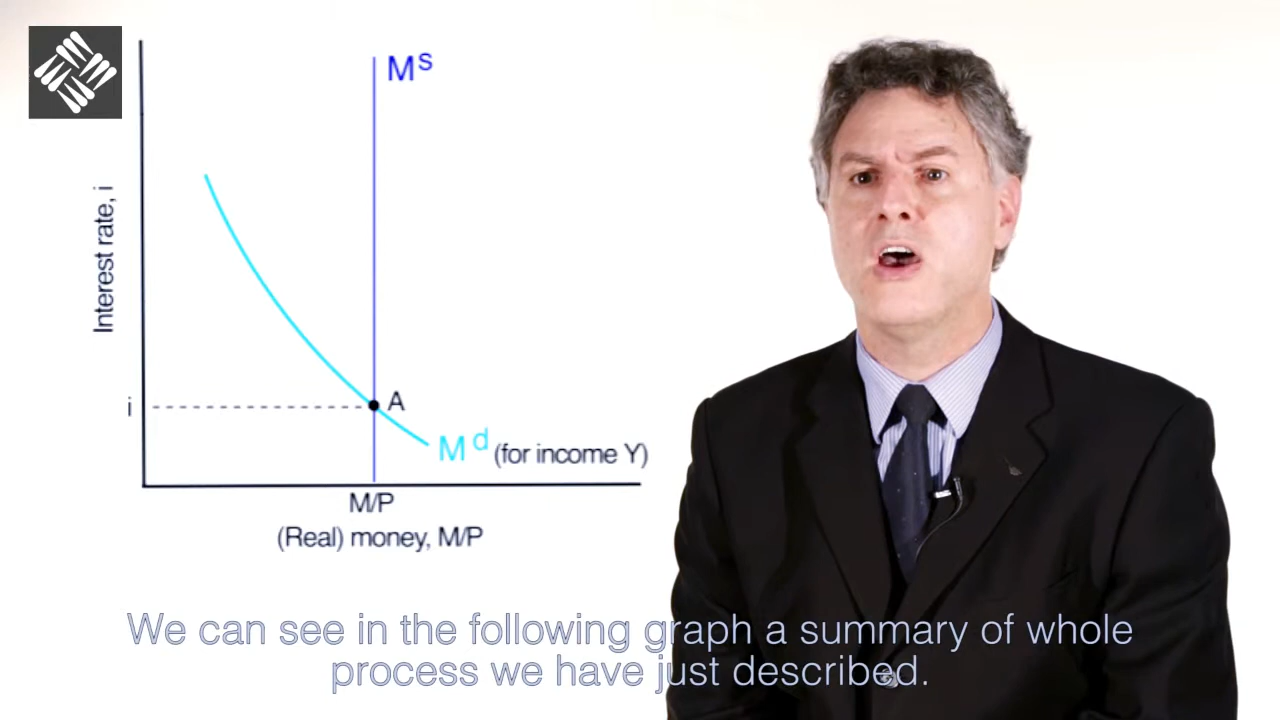 M^s
Interest rate, i
i
A
M^d (for income Y)
M/P
(Real) money, M/P
We can see in the following graph a summary of whole
process we have just described.